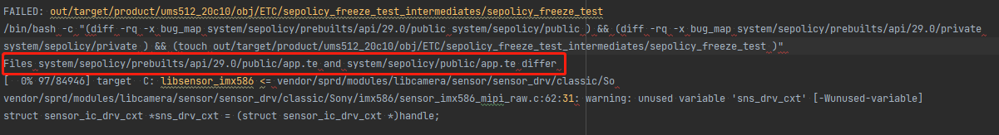 FAILED: out/target/product/ums512_20c10/obj/ETC/sepolicy_freeze_test_intermediates/sepolicy_freeze_test
/bin/bash -c "(diff -rq -x bug_map system/sepolicy/prebuilts/api/29.0/public system/sepolicy/public ) && (diff -rq -x bug_map system/sepolicy/prebuilts/api/29.0/private
system/sepolicy/private ) && (touch out/target/product/ums512_20c10/obj/ETC/sepolicy_freeze_test_intermediates/sepolicy_freeze_test )"
Files system/sepolicy/prebuilts/api/29.0/public/app.te and system/sepolicy/public/app.te differ
[  0% 97/84946] target  C: libsensor_imx586 <= vendor/sprd/modules/libcamera/sensor/sensor_drv/classic/So
vendor/sprd/modules/libcamera/sensor/sensor_drv/classic/Sony/imx586/sensor_imx586_mipi_raw.c:62:31: warning: unused variable 'sns_drv_cxt' [-Wunused-variable]
struct sensor_ic_drv_cxt *sns_drv_cxt = (struct sensor_ic_drv_cxt *)handle;